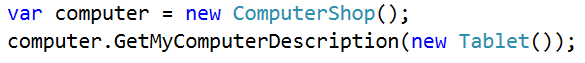 var computer = new ComputerShop();
computer.GetMyComputerDescription(new Tablet());